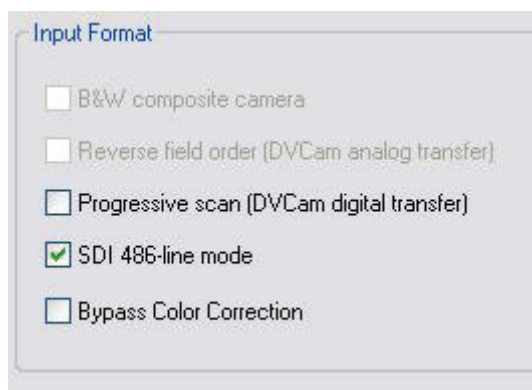 Input Format
B&W composite camera
Reverse field order (DVCam analog transfer)
Progressive scan (DVCam digital transfer)
SDI 486-line mode
Bypass Color Correction